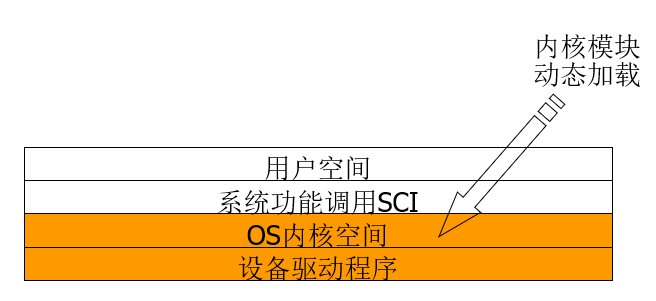 内核模块
动态加载
用户空间
系统功能调用SCI
OS内核空间
设备驱动程序